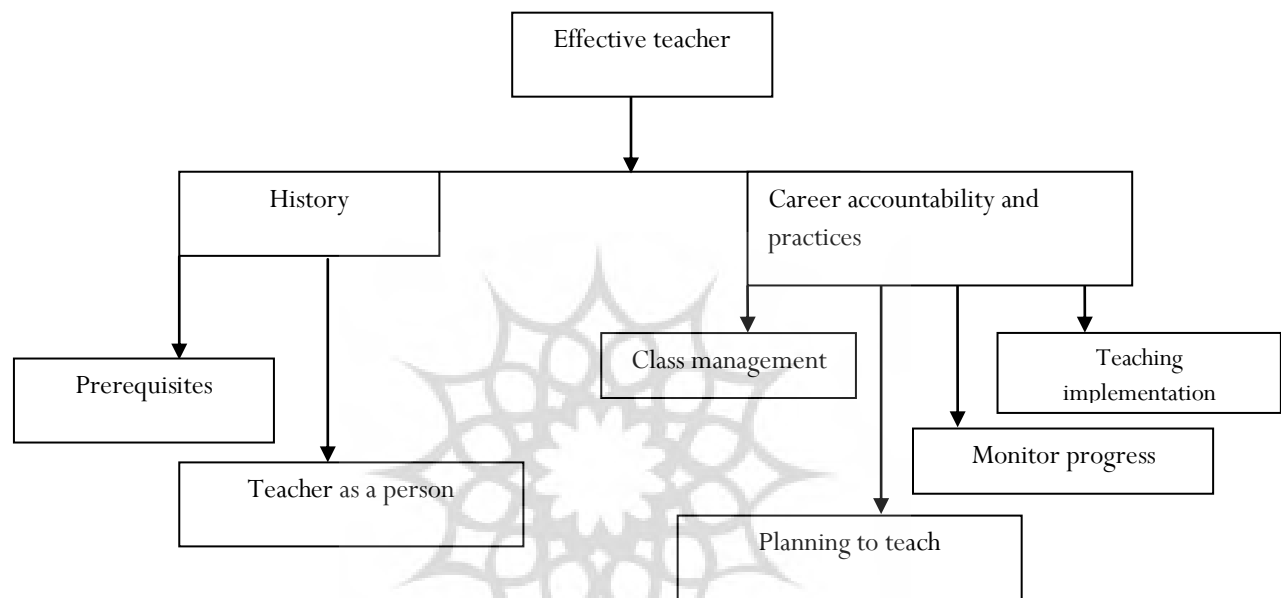 Effective teacher
History
Career accountability and
practices
Class management
Teaching
implementation
Prerequisites
Monitor progress
Teacher as a person
Planning to teach